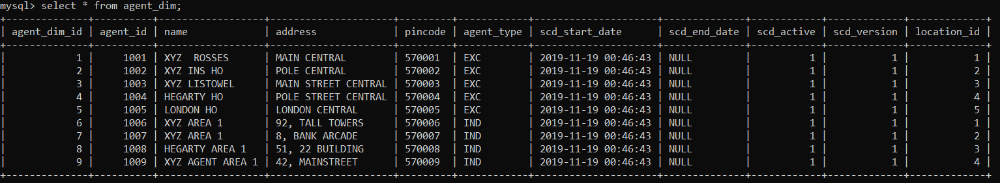 mysql> select * from agent_dim;
+--------------+----------+-----------------+---------------------+---------+------------+---------------------+--------------+------------+-------------+-------------+
| agent_dim_id | agent_id | name            | address             | pincode | agent_type | scd_start_date      | scd_end_date | scd_active | scd_version | location_id |
+--------------+----------+-----------------+---------------------+---------+------------+---------------------+--------------+------------+-------------+-------------+
|            1 |     1001 | XYZ  ROSSES     | MAIN CENTRAL        | 570001  | EXC        | 2019-11-19 00:46:43 | NULL         |          1 |           1 |           1 |
|            2 |     1002 | XYZ INS HO      | POLE CENTRAL        | 570002  | EXC        | 2019-11-19 00:46:43 | NULL         |          1 |           1 |           2 |
|            3 |     1003 | XYZ LISTOWEL    | MAIN STREET CENTRAL | 570003  | EXC        | 2019-11-19 00:46:43 | NULL         |          1 |           1 |           3 |
|            4 |     1004 | HEGARTY HO      | POLE STREET CENTRAL | 570004  | EXC        | 2019-11-19 00:46:43 | NULL         |          1 |           1 |           4 |
|            5 |     1005 | LONDON HO       | LONDON CENTRAL      | 570005  | EXC        | 2019-11-19 00:46:43 | NULL         |          1 |           1 |           5 |
|            6 |     1006 | XYZ AREA 1      | 92, TALL TOWERS     | 570006  | IND        | 2019-11-19 00:46:43 | NULL         |          1 |           1 |           1 |
|            7 |     1007 | XYZ AREA 1      | 8, BANK ARCADE      | 570007  | IND        | 2019-11-19 00:46:43 | NULL         |          1 |           1 |           2 |
|            8 |     1008 | HEGARTY AREA 1  | 51, 22 BUILDING     | 570008  | IND        | 2019-11-19 00:46:43 | NULL         |          1 |           1 |           3 |
|            9 |     1009 | XYZ AGENT AREA 1 | 42, MAINSTREET      | 570009  | IND        | 2019-11-19 00:46:43 | NULL         |          1 |           1 |           4 |
+--------------+----------+-----------------+---------------------+---------+------------+---------------------+--------------+------------+-------------+-------------+